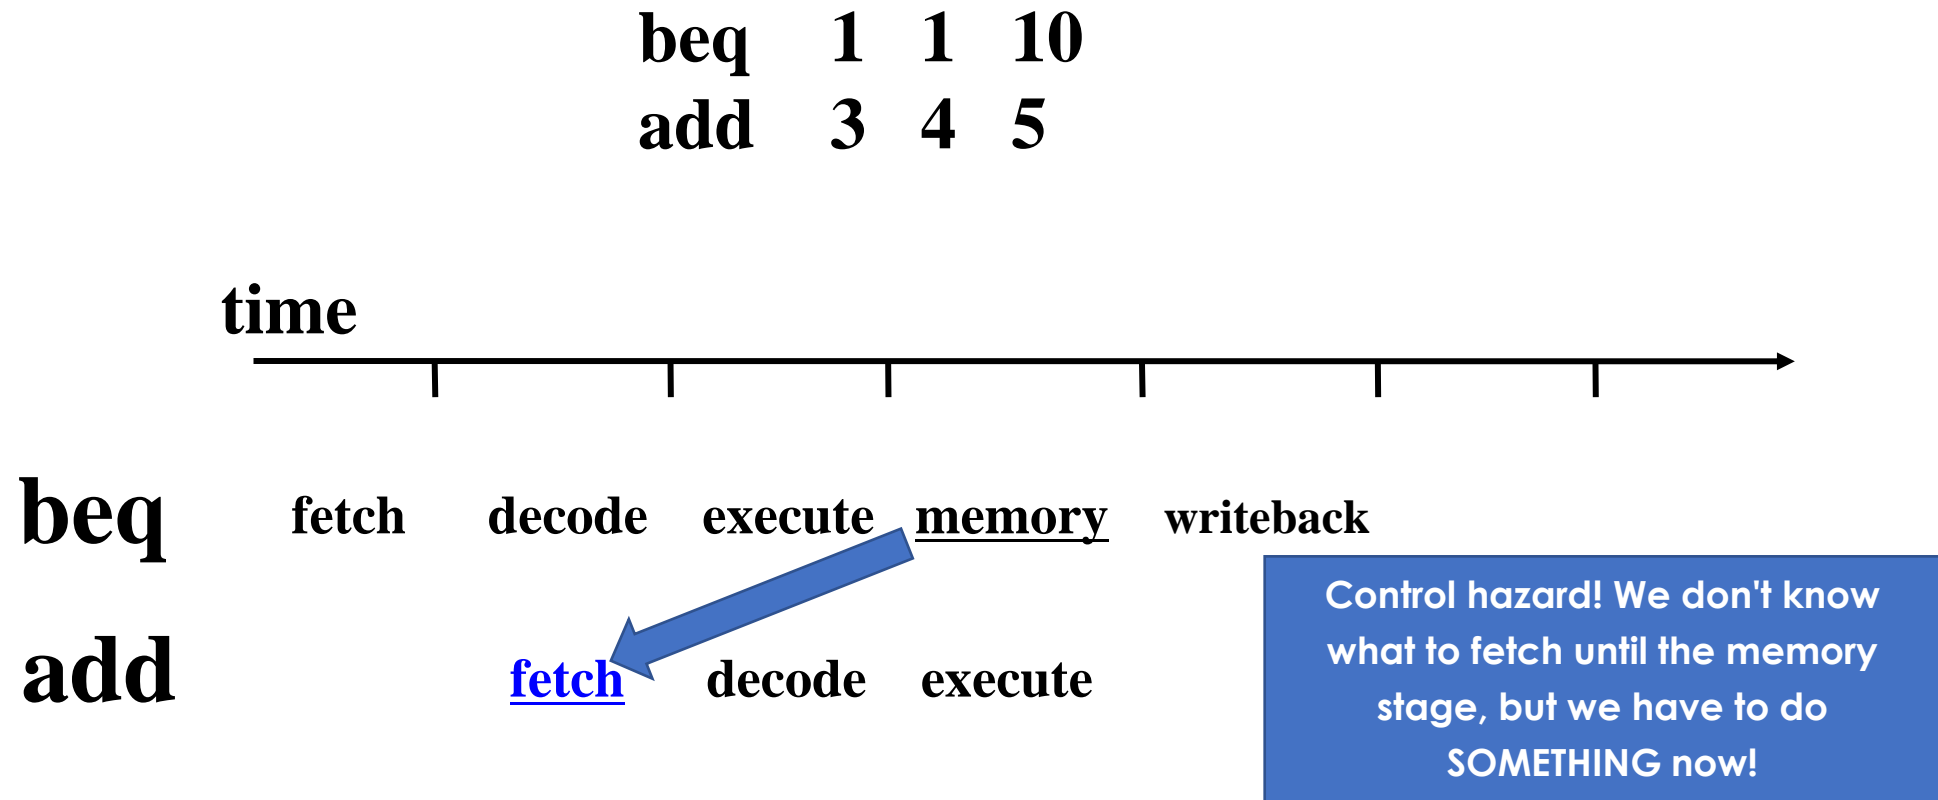 beq 1 1 10
add 3 4 5
time
beq fetch decode execute memory writeback
add fetch decode execute
Control hazard! We don't know
what to fetch until the memory
stage, but we have to do
SOMETHING now!